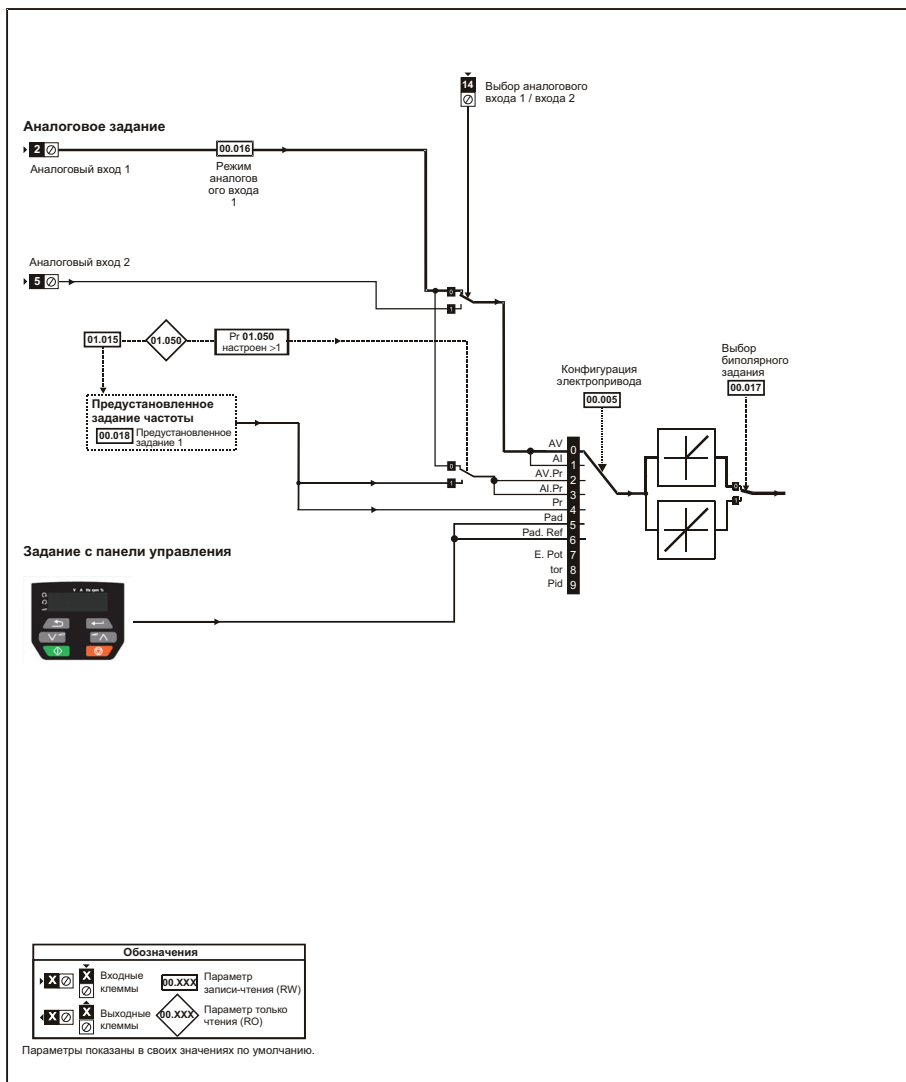 14
Выбор аналогового
входа 1 / входа 2
Аналоговое задание
2
00.016
Аналоговый вход 1
Режим
аналогов
ого входа
1
Аналоговый вход 2
5
0
1
01.015
01.050
Pr 01.050
настроен >1
Предустановленное
задание частоты
00.018 Предустановленное
задание 1
Конфигурация
электропривода
00.005
Выбор
биполярного
задания
00.017
0
1
0
1
AV 0
AI 1
AV.Pr 2
AI.Pr 3
Pr 4
Pad 5
Pad. Ref 6
E. Pot 7
tor 8
Pid 9
Задание с панели управления
V A Hz rpm %
Обозначения
X X Входные
клеммы
00.XXX Параметр
записи-чтения (RW)
X X Выходные
клеммы
00.XXX Параметр только
чтения (RO)
Параметры показаны в своих значениях по умолчанию.